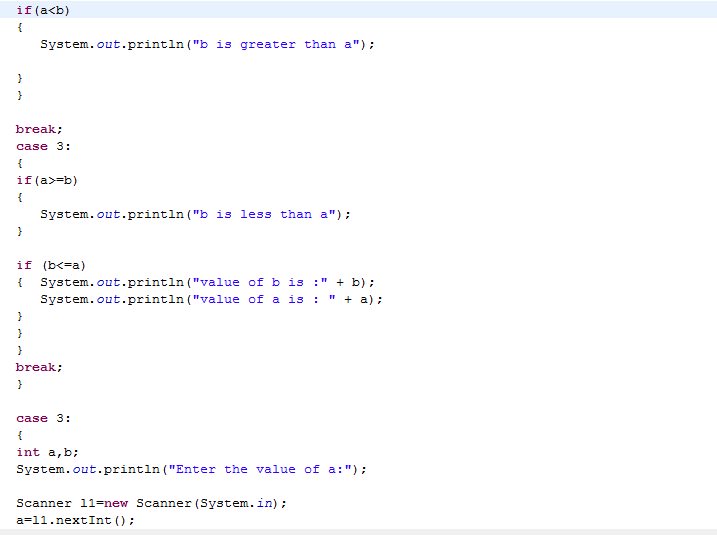 if(a<b)
{
System.out.println("b is greater than a");
}
}
break;
case 3:
{
if(a>=b)
{
System.out.println("b is less than a");
}
if (b<=a)
{ System.out.println("value of b is :" + b);
System.out.println("value of a is : " + a);
}
}
}
break;
}
case 3:
{
int a,b;
System.out.println("Enter the value of a:");
Scanner l1=new Scanner(System.in);
a=l1.nextInt();